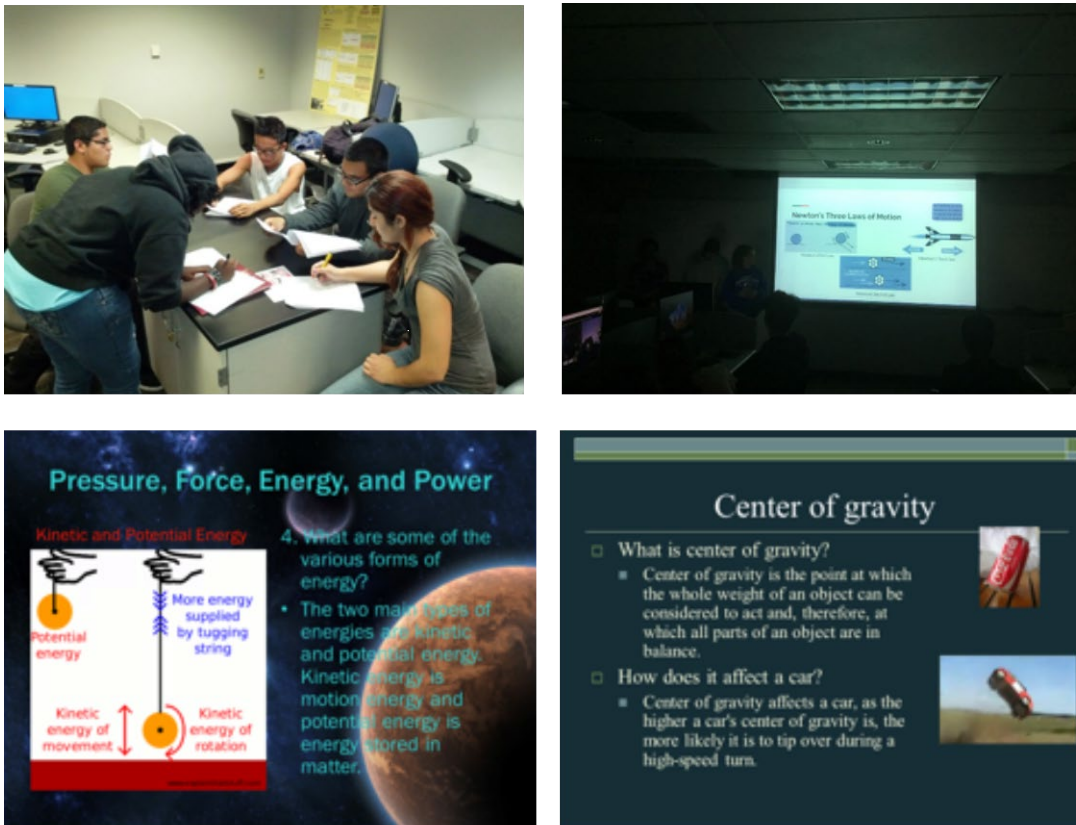 Newton's Three Laws of Motion
Pressure, Force, Energy, and Power
Kinetic and Potential Energy
Potential
energy
More energy
supplied
by tugging
string
Kinetic
energy of
movement
Kinetic
energy of
rotation
4. What are some of the
various forms of
energy?
• The two main types of
energies are kinetic
and potential energy.
Kinetic energy is
motion energy and
potential energy is
energy stored in
matter.
Center of gravity
What is center of gravity?
Center of gravity is the point at which
the whole weight of an object can be
considered to act and, therefore, at
which all parts of an object are in
balance.
How does it affect a car?
Center of gravity affects a car, as the
higher a car's center of gravity is, the
more likely it is to tip over during a
high-speed turn.